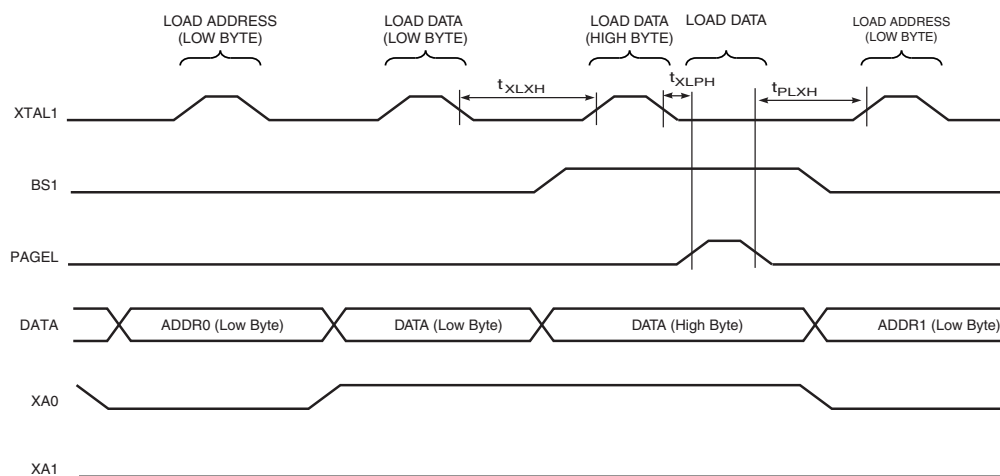 LOAD ADDRESS
(LOW BYTE)
LOAD DATA
(LOW BYTE)
LOAD DATA
(HIGH BYTE)
LOAD DATA
LOAD ADDRESS
(LOW BYTE)
tXLXH
tXLPH
tPLXH
XTAL1
BS1
PAGEL
DATA
ADDR0 (Low Byte)
DATA (Low Byte)
DATA (High Byte)
ADDR1 (Low Byte)
XA0
XA1